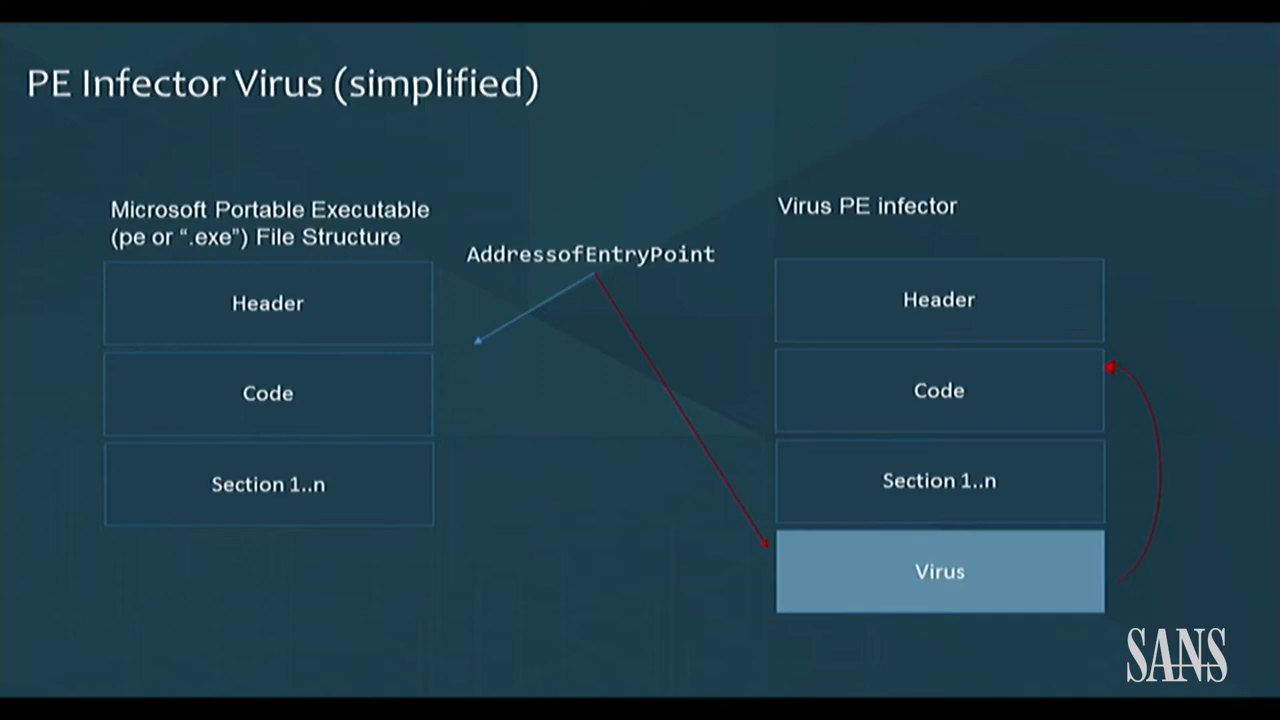 PE Infector Virus (simplified)
Microsoft Portable Executable
(pe or “.exe”) File Structure
Header
Code
Section 1..n
AddressofEntryPoint
Virus PE infector
Header
Code
Section 1..n
Virus
SANS